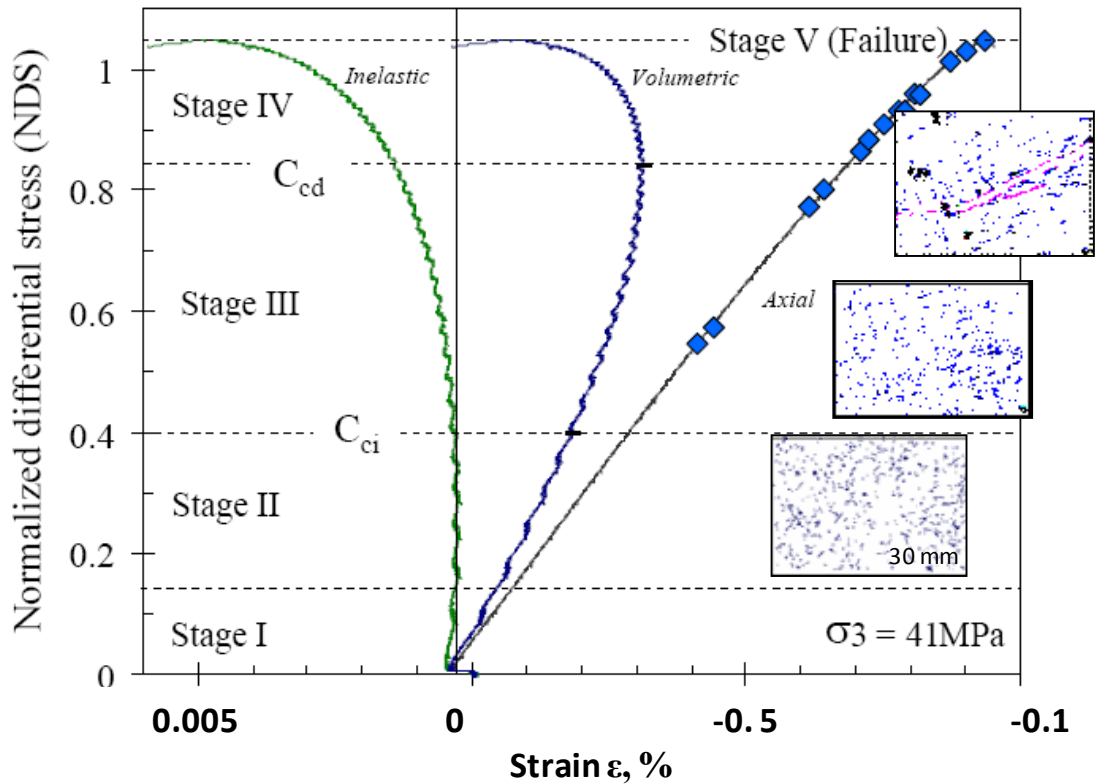 Normalized differential stress (NDS)
1
0.8
0.6
0.4
0.2
0
Stage V (Failure)
Inelastic
Volumetric
Stage IV
C_cd
Stage III
Axial
C_ci
Stage II
30 mm
Stage I
σ3 = 41MPa
0.005
0
-0.5
-0.1
Strain ε, %